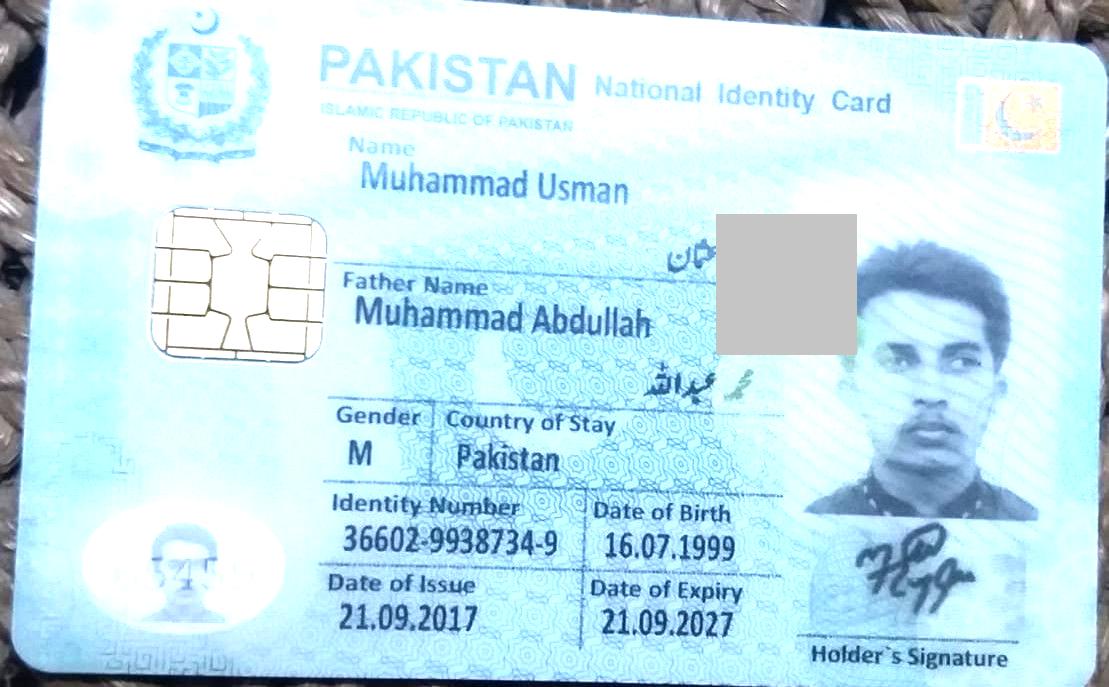 PAKISTAN National Identity Card
ISLAMIC REPUBLIC OF PAKISTAN
Name
Muhammad Usman
عثمان
Father Name
Muhammad Abdullah
محمد عبداللہ
Gender Country of Stay
M Pakistan
Identity Number Date of Birth
36602-9938734-9 16.07.1999
Date of Issue Date of Expiry
21.09.2017 21.09.2027
Holder`s Signature